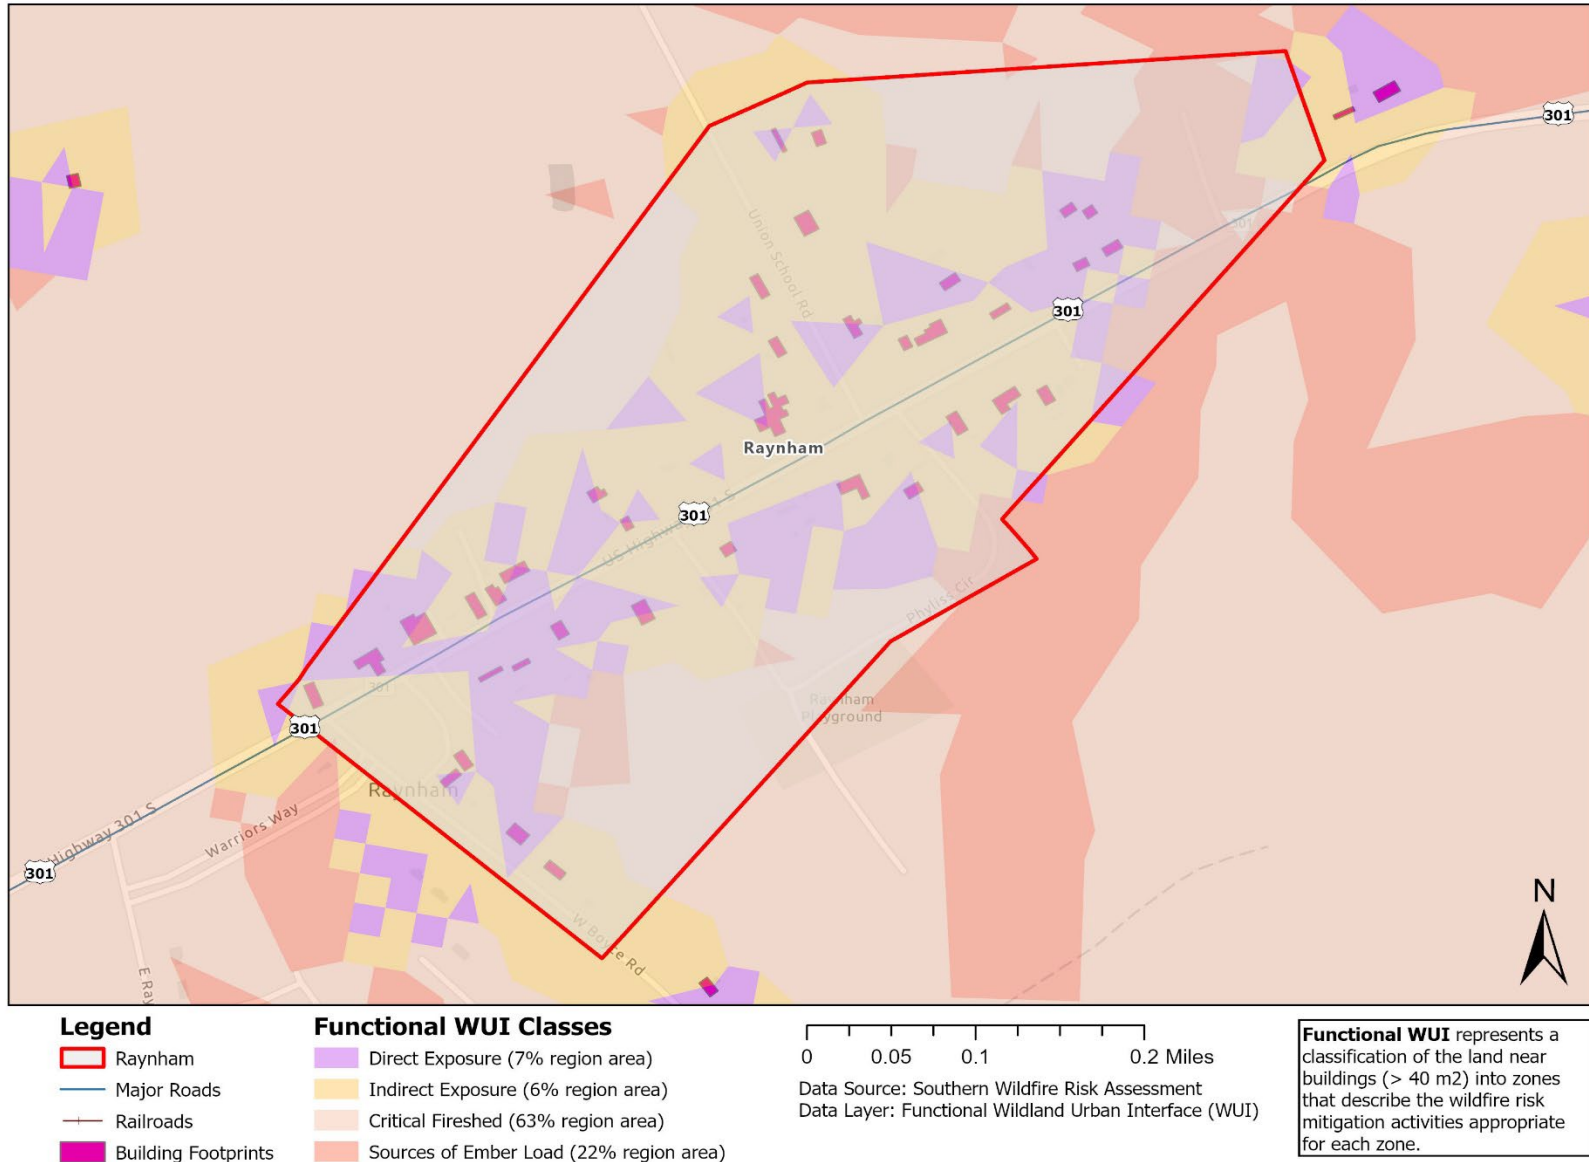 301
301
Union School Rd
301
Raynham
301
US Highway 301 S
Phyliss Cir
301
Raynham
Playground
301
Raynham
Highway 301 S
Warriors Way
301
W Boyce Rd
E Ray
N
Legend
Raynham
Major Roads
Railroads
Building Footprints
Functional WUI Classes
Direct Exposure (7% region area)
Indirect Exposure (6% region area)
Critical Fireshed (63% region area)
Sources of Ember Load (22% region area)
0 0.05 0.1 0.2 Miles
Data Source: Southern Wildfire Risk Assessment
Data Layer: Functional Wildland Urban Interface (WUI)
Functional WUI represents a
classification of the land near
buildings (> 40 m2) into zones
that describe the wildfire risk
mitigation activities appropriate
for each zone.